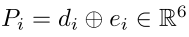 $P_i = d_i \oplus e_i \in \mathbb{R}^6$